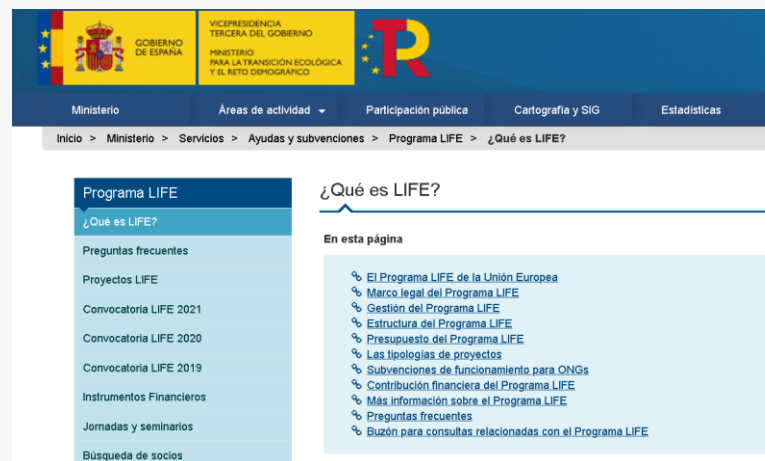 GOBIERNO
DE ESPAÑA
VICEPRESIDENCIA
TERCERA DEL GOBIERNO
MINISTERIO
PARA LA TRANSICIÓN ECOLÓGICA
Y EL RETO DEMOGRÁFICO
Ministerio
Áreas de actividad
Participación pública
Cartografía y SIG
Estadísticas
Inicio > Ministerio > Servicios > Ayudas y subvenciones > Programa LIFE > ¿Qué es LIFE?
Programa LIFE
¿Qué es LIFE?
Preguntas frecuentes
Proyectos LIFE
Convocatoria LIFE 2021
Convocatoria LIFE 2020
Convocatoria LIFE 2019
Instrumentos Financieros
Jornadas y seminarios
Búsqueda de socios
¿Qué es LIFE?
En esta página
El Programa LIFE de la Unión Europea
Marco legal del Programa LIFE
Gestión del Programa LIFE
Estructura del Programa LIFE
Presupuesto del Programa LIFE
Las tipologías de proyectos
Subvenciones de funcionamiento para ONGs
Contribución financiera del Programa LIFE
Más información sobre el Programa LIFE
Preguntas frecuentes
Buzón para consultas relacionadas con el Programa LIFE